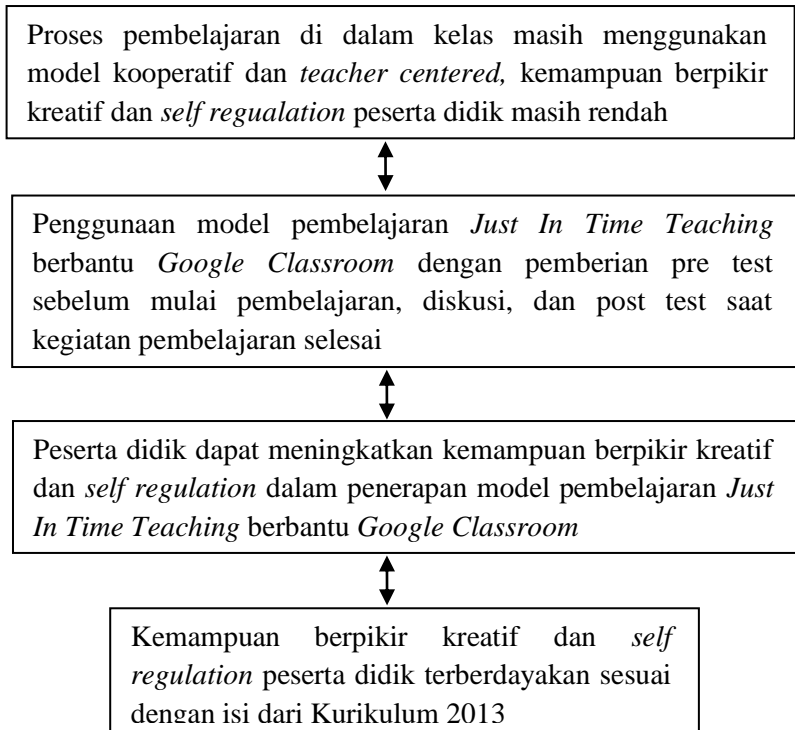 Proses pembelajaran di dalam kelas masih menggunakan
model kooperatif dan teacher centered, kemampuan berpikir
kreatif dan self regualation peserta didik masih rendah
Penggunaan model pembelajaran Just In Time Teaching
berbantu Google Classroom dengan pemberian pre test
sebelum mulai pembelajaran, diskusi, dan post test saat
kegiatan pembelajaran selesai
Peserta didik dapat meningkatkan kemampuan berpikir kreatif
dan self regulation dalam penerapan model pembelajaran Just
In Time Teaching berbantu Google Classroom
Kemampuan berpikir kreatif dan self
regulation peserta didik terberdayakan sesuai
dengan isi dari Kurikulum 2013